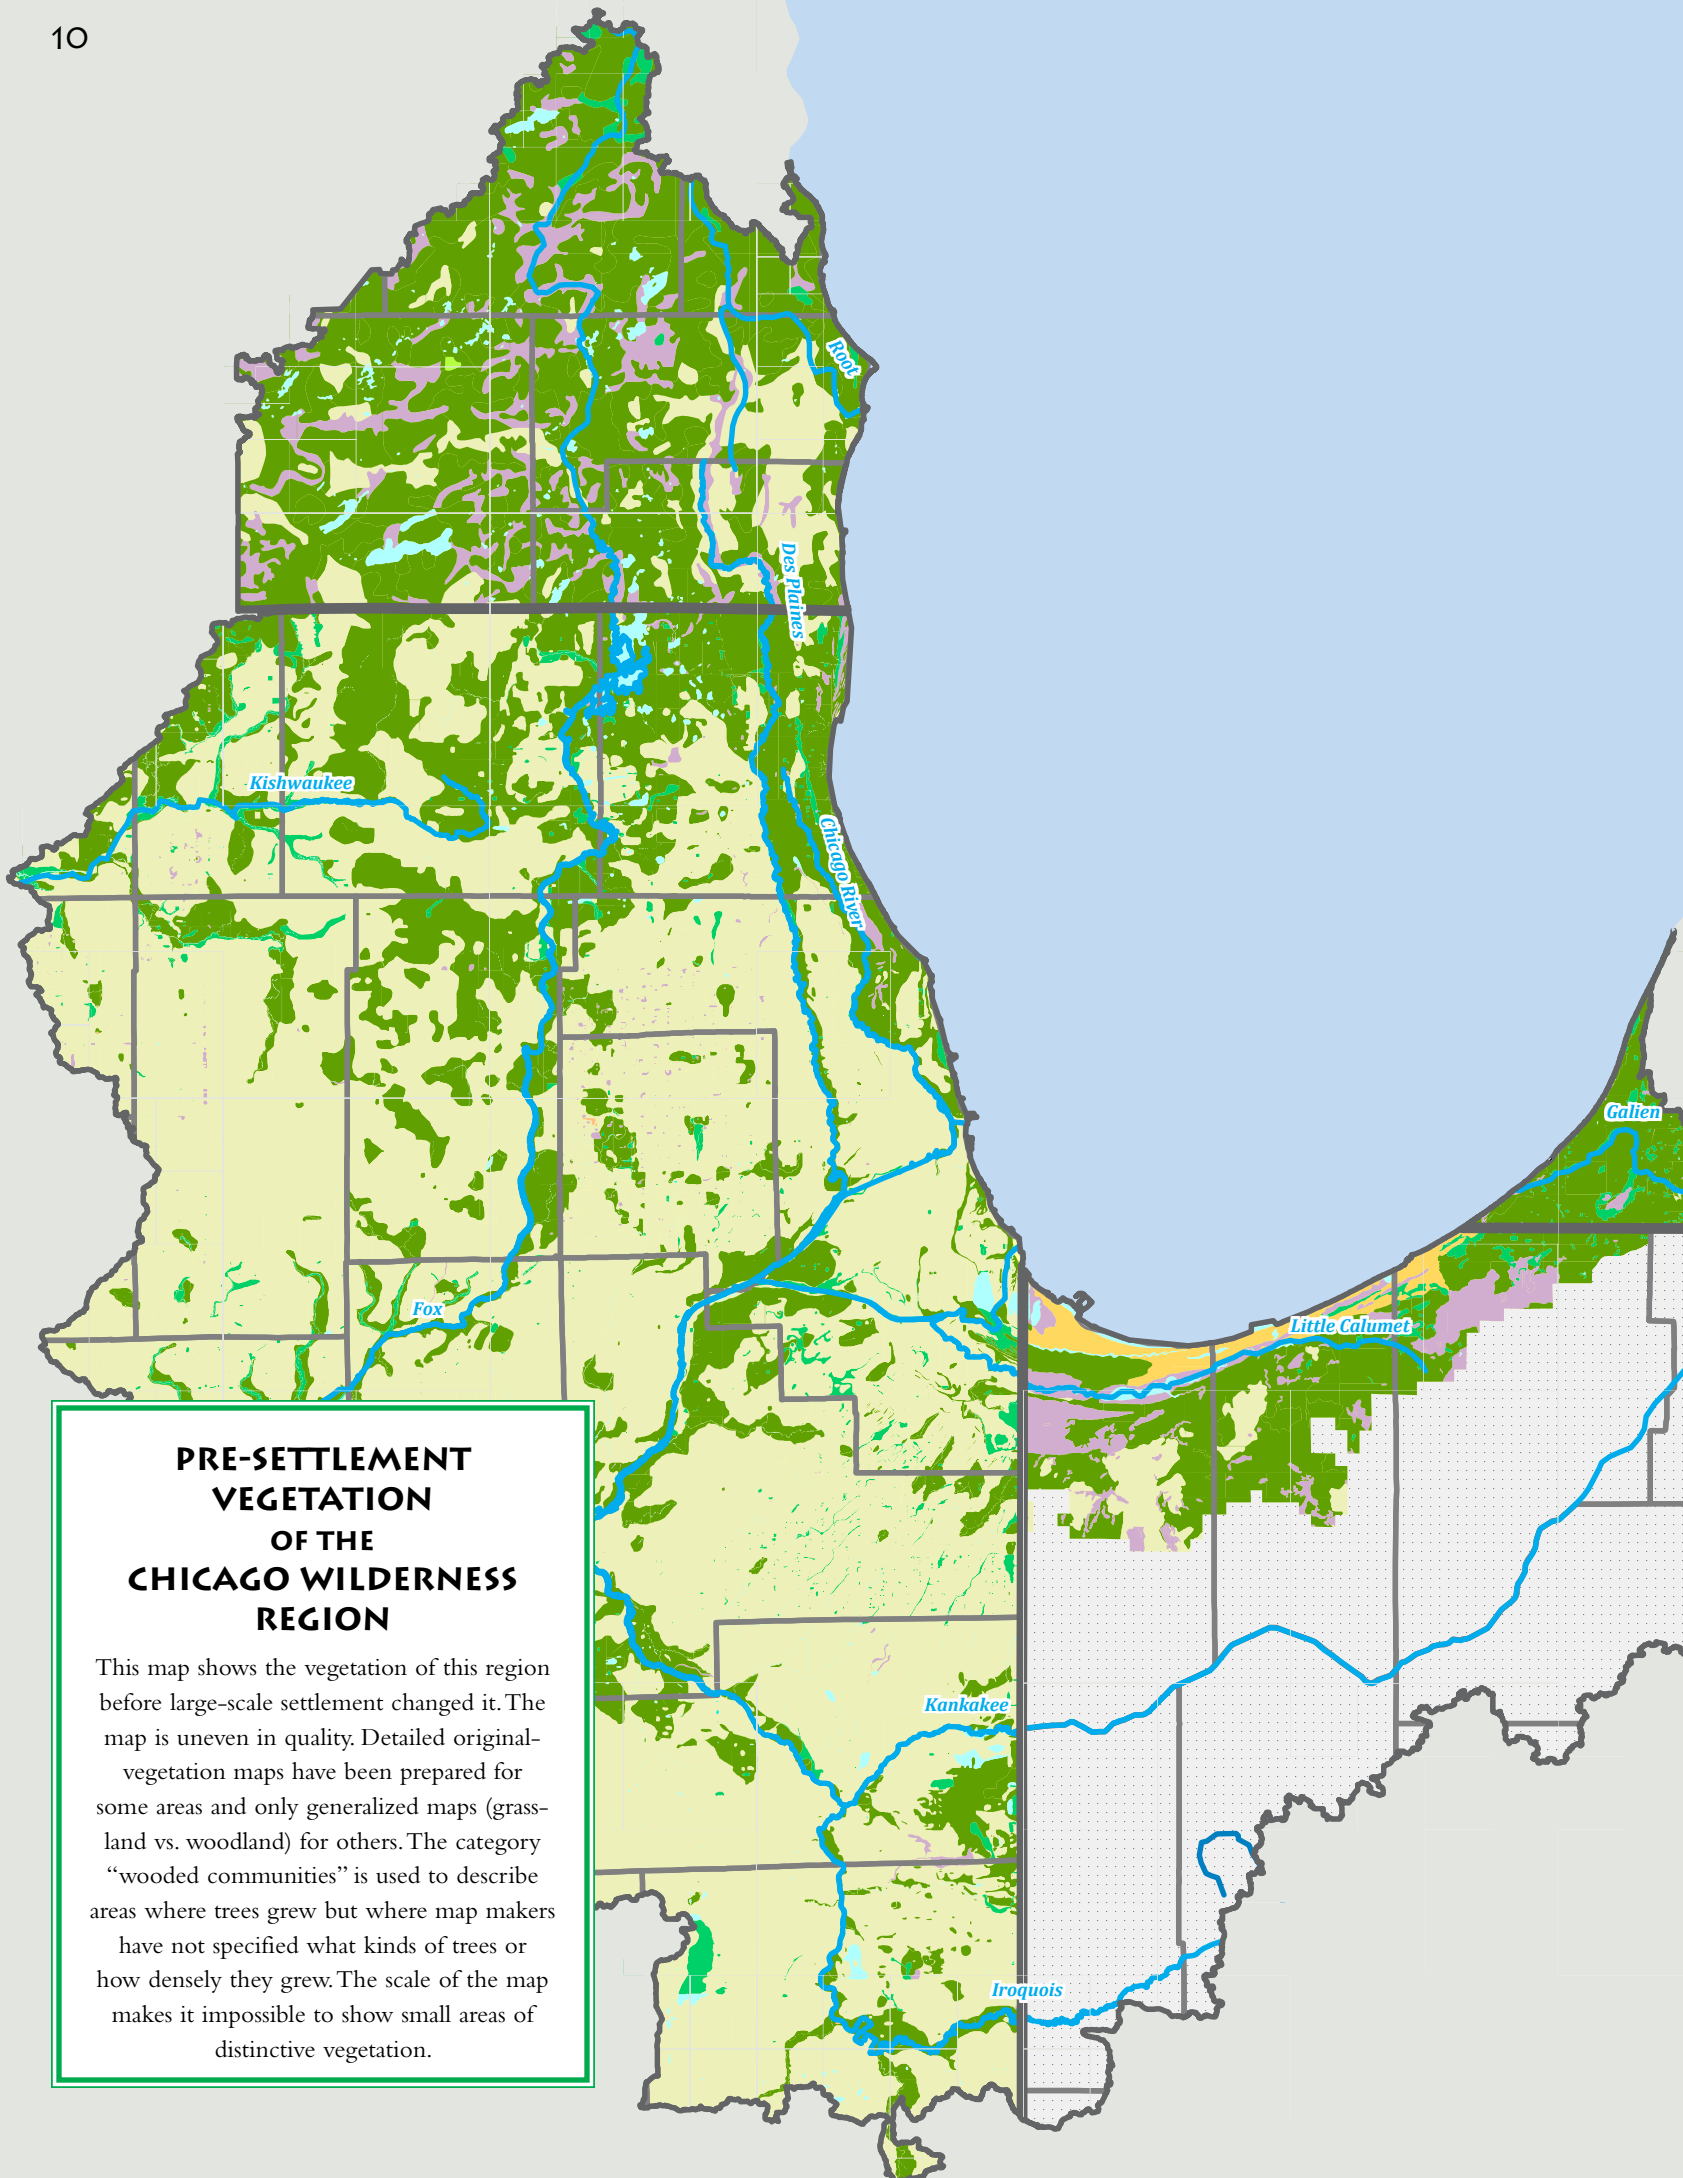 10
Root
Des Plaines
Kishwaukee
Chicago River
Galien
Fox
Little Calumet
PRE-SETTLEMENT
VEGETATION
OF THE
CHICAGO WILDERNESS
REGION
This map shows the vegetation of this region
before large-scale settlement changed it. The
map is uneven in quality. Detailed original-
vegetation maps have been prepared for
some areas and only generalized maps (grass-
land vs. woodland) for others. The category
“wooded communities” is used to describe
areas where trees grew but where map makers
have not specified what kinds of trees or
how densely they grew. The scale of the map
makes it impossible to show small areas of
distinctive vegetation.
Kankakee
Iroquois